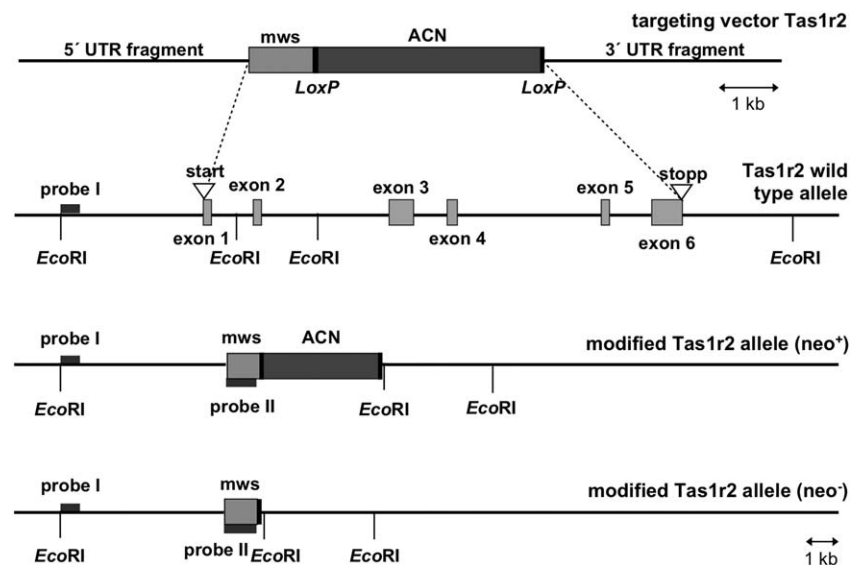 targeting vector Tas1r2
5´ UTR fragment mws ACN 3´ UTR fragment
LoxP LoxP
1 kb
start stopp Tas1r2 wild
probe I exon 2 exon 3 exon 5 type allele
exon 1 exon 4 exon 6
EcoRI EcoRI EcoRI EcoRI
probe I mws ACN modified Tas1r2 allele (neo+)
probe II
EcoRI EcoRI EcoRI
probe I mws modified Tas1r2 allele (neo-)
EcoRI probe II EcoRI EcoRI
1 kb